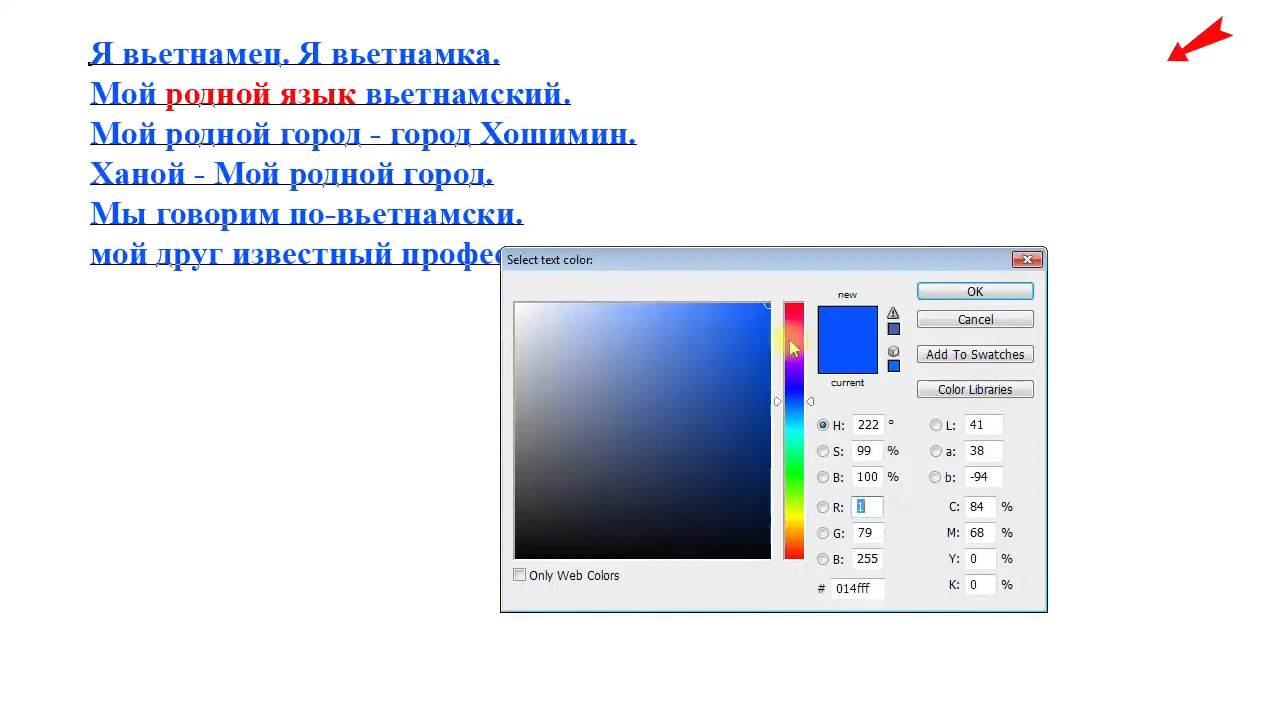 Я вьетнамец. Я вьетнамка.
Мой родной язык вьетнамский.
Мой родной город - город Хошимин.
Ханой - Мой родной город.
Мы говорим по-вьетнамски.
мой друг известный
Select text color:
new
current
OK
Cancel
Add To Swatches
Color Libraries
H: 222 ° L: 41
S: 99 % a: 38
B: 100 % b: -94
R: 1 C: 84 %
G: 79 M: 68 %
B: 255 Y: 0 %
# 014fff K: 0 %
Only Web Colors